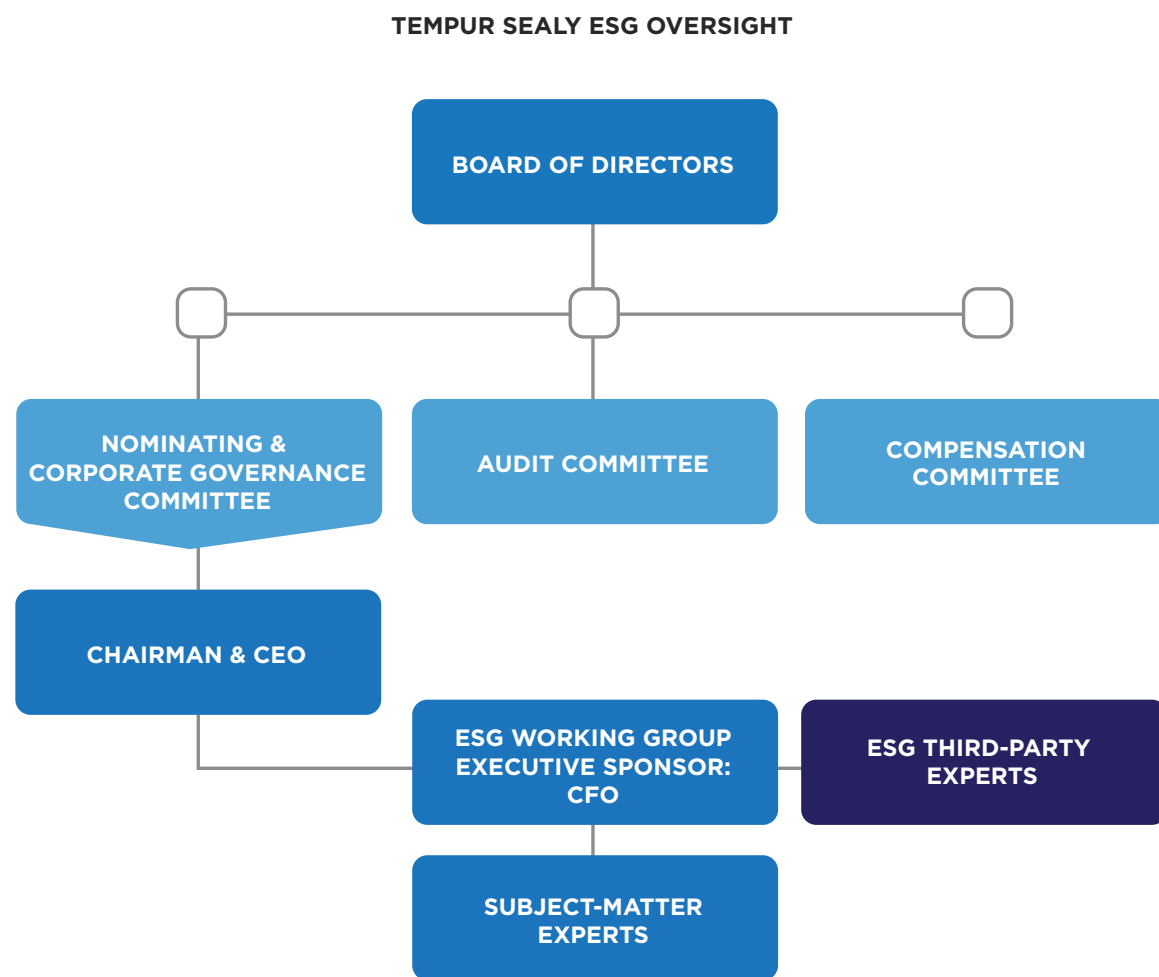 TEMPUR SEALY ESG OVERSIGHT
BOARD OF DIRECTORS
NOMINATING &
CORPORATE GOVERNANCE
COMMITTEE
AUDIT COMMITTEE
COMPENSATION
COMMITTEE
CHAIRMAN & CEO
ESG WORKING GROUP
EXECUTIVE SPONSOR:
CFO
ESG THIRD-PARTY
EXPERTS
SUBJECT-MATTER
EXPERTS